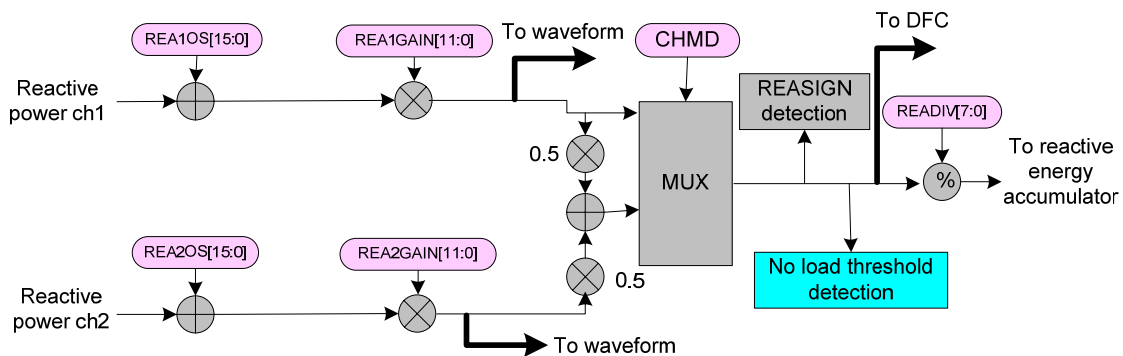 To waveform
To DFC
REA1OS[15:0]
REA1GAIN[11:0]
CHMD
Reactive
power ch1
REASIGN
detection
READIV[7:0]
0.5
MUX
%
To reactive
energy
accumulator
REA2OS[15:0]
REA2GAIN[11:0]
0.5
No load threshold
detection
Reactive
power ch2
To waveform